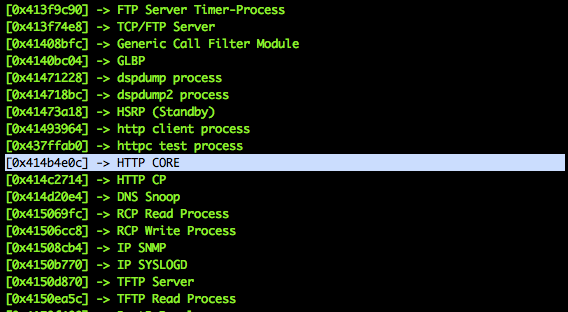 [0x413f9c90] -> FTP Server Timer-Process
[0x413f74e8] -> TCP/FTP Server
[0x41408bfc] -> Generic Call Filter Module
[0x4140bc04] -> GLBP
[0x41471228] -> dspdump process
[0x414718bc] -> dspdump2 process
[0x41473a18] -> HSRP (Standby)
[0x41493964] -> http client process
[0x437ffab0] -> httpc test process
[0x414b4e0c] -> HTTP CORE
[0x414c2714] -> HTTP CP
[0x414d20e4] -> DNS Snoop
[0x415069fc] -> RCP Read Process
[0x41506cc8] -> RCP Write Process
[0x41508cb4] -> IP SNMP
[0x4150b770] -> IP SYSLOGD
[0x4150d870] -> TFTP Server
[0x4150ea5c] -> TFTP Read Process